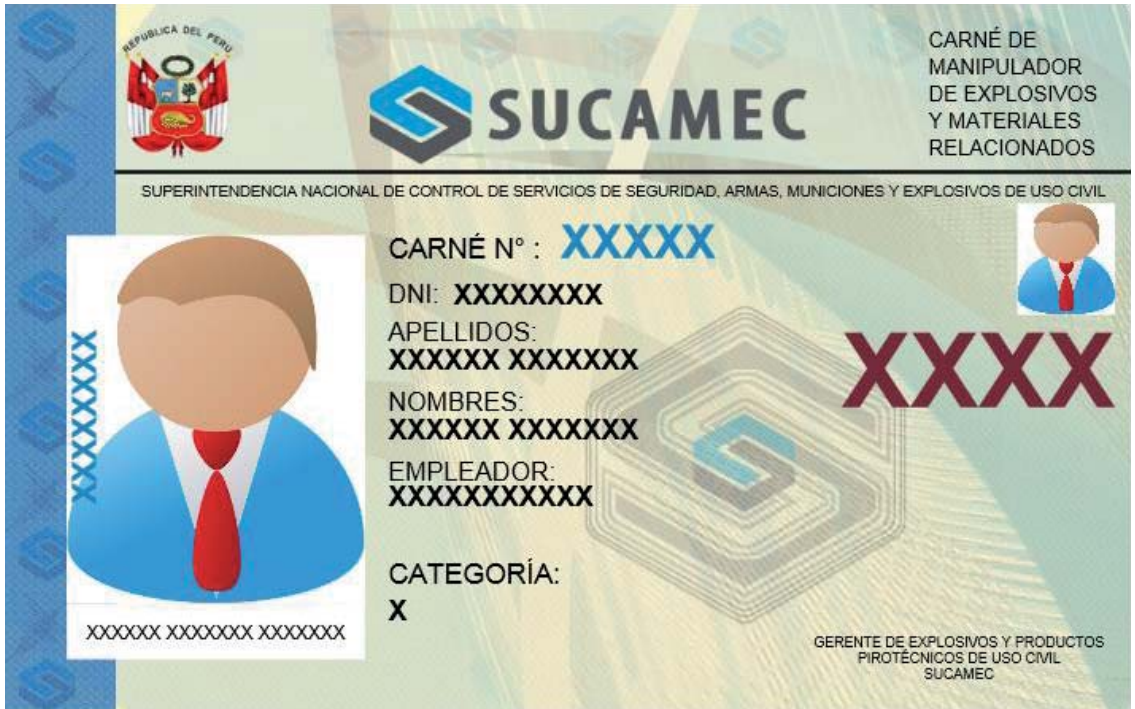 REPUBLICA DEL PERU
SUCAMEC
CARNÉ DE
MANIPULADOR
DE EXPLOSIVOS
Y MATERIALES
RELACIONADOS
SUPERINTENDENCIA NACIONAL DE CONTROL DE SERVICIOS DE SEGURIDAD, ARMAS, MUNICIONES Y EXPLOSIVOS DE USO CIVIL
CARNÉ N° : XXXXX
DNI: XXXXXXXX
APELLIDOS:
XXXXXX XXXXXXX
NOMBRES:
XXXXXX XXXXXXX
EMPLEADOR:
XXXXXXXXXXX
CATEGORÍA:
X
XXXXXXXX
XXXXXX XXXXXXX XXXXXXX
XXXX
GERENTE DE EXPLOSIVOS Y PRODUCTOS
PIROTÉCNICOS DE USO CIVIL
SUCAMEC